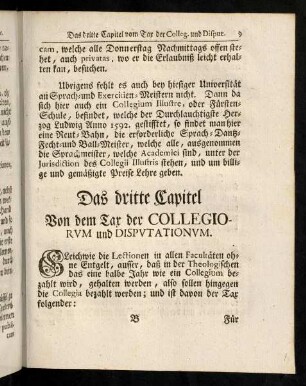 Das dritte Capitel vom Tax der Colleg. und Disput. 9
cam, welche alle Donnerstag Nachmittags offen ste-
het, auch privatas, wo er die Erlaubniß leicht erhal-
ten kan, besuchen.
Ubrigens fehlt es auch bey hiesiger Universität
an Sprach-und Exercitien-Meistern nicht. Dann da
sich hier auch ein Collegium Illustre, oder Fürsten-
Schule, befindet, welche der Durchlauchtigste Her-
zog Ludwig Anno 1592. gestifftet, so findet man hier
eine Reut-Bahn, die erforderliche Sprach-Dantz-
Fecht-und Ball-Meister, welche alle, ausgenommen
die Sprachmeister, welche Academici sind, unter der
Jurisdiction des Collegii Illustris stehen, und um billi-
ge und gemäßigte Preise Lehre geben.
Das dritte Capitel
Von dem Tax der COLLEGIO-
RVM und DISPVTATIONVM.
GLeichwie die Lectionen in allen Facultäten oh-
ne Entgelt, ausser, daß in der Theologischen
das eine halbe Jahr wie ein Collegium be-
zahlt wird, gehalten werden, also sollen hingegen
die Collegia bezahlt werden; und ist davon der Tax
folgender:
B Für